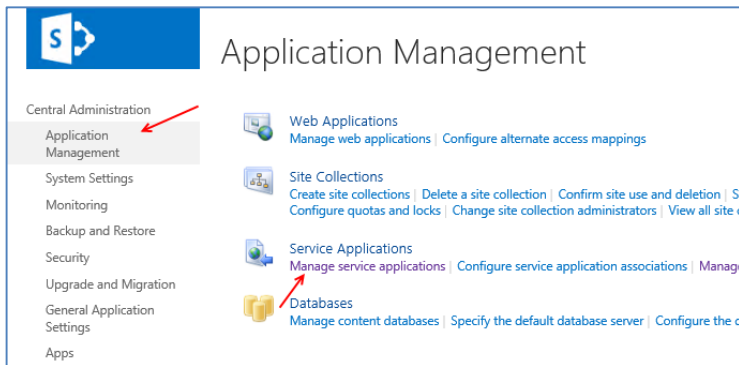 S
Application Management
Central Administration
Application
Management
System Settings
Monitoring
Backup and Restore
Security
Upgrade and Migration
General Application
Settings
Apps
Web Applications
Manage web applications | Configure alternate access mappings
Site Collections
Create site collections | Delete a site collection | Confirm site use and deletion | S
Configure quotas and locks | Change site collection administrators | View all site
Service Applications
Manage service applications | Configure service application associations | Manag
Databases
Manage content databases | Specify the default database server | Configure the